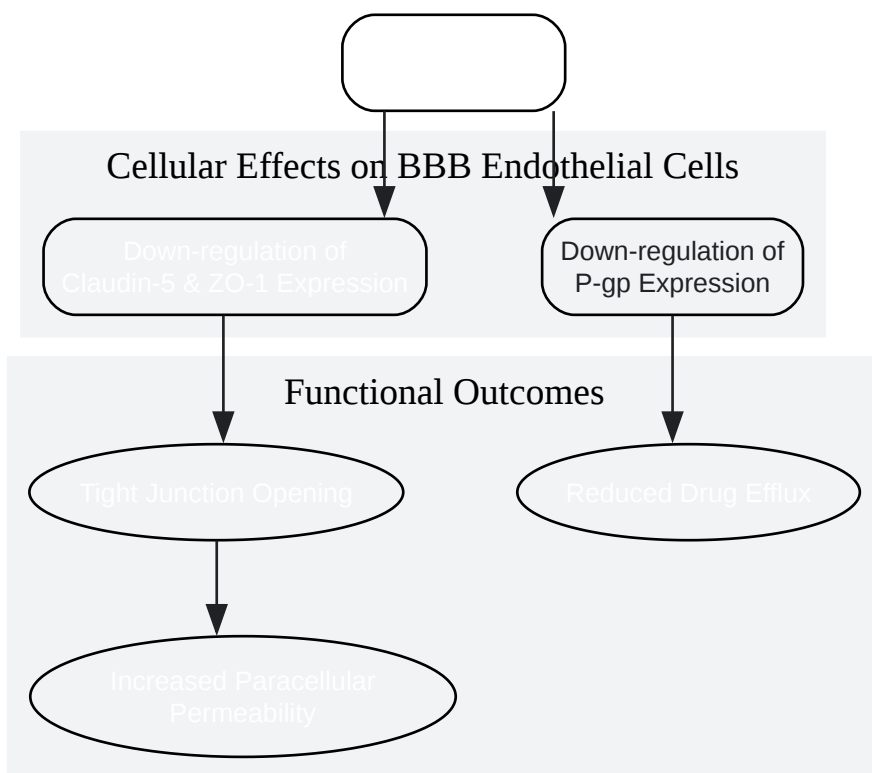 Cellular Effects on BBB Endothelial Cells
Down-regulation of
Claudin-5 & ZO-1 Expression
Down-regulation of
P-gp Expression
Functional Outcomes
Tight Junction Opening
Reduced Drug Efflux
Increased Paracellular
Permeability